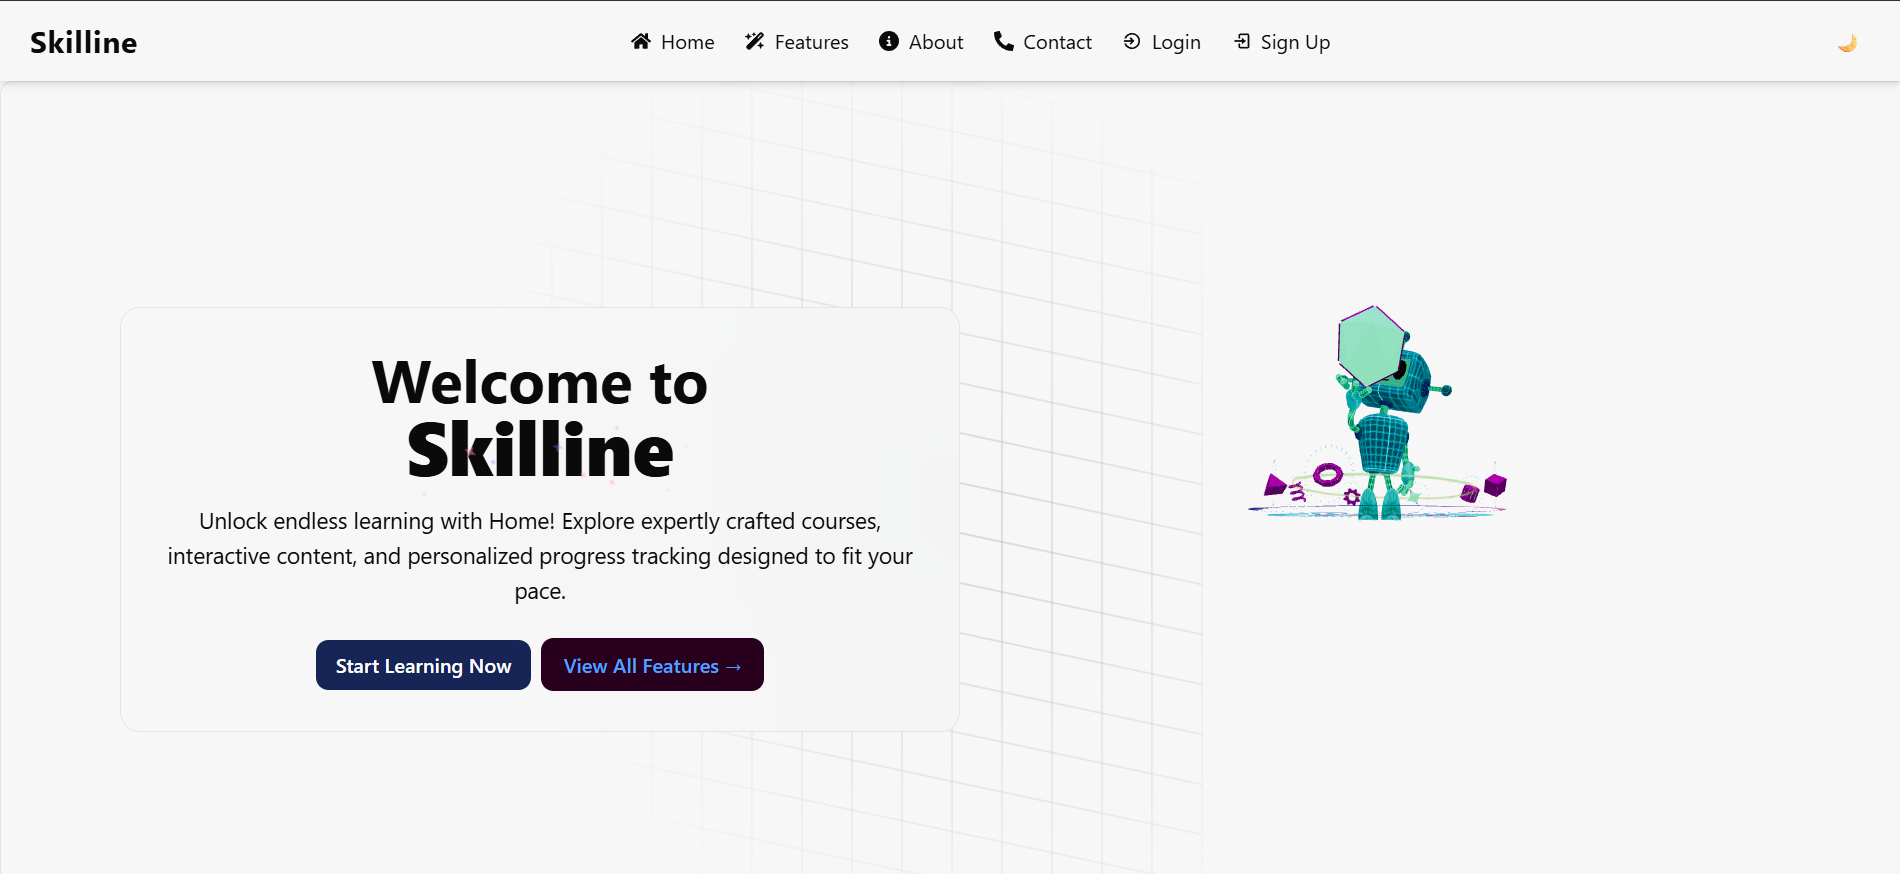 Skilline
Home
Features
About
Contact
Login
Sign Up
Welcome to
Skilline
Unlock endless learning with Home! Explore expertly crafted courses,
interactive content, and personalized progress tracking designed to fit your
pace.
Start Learning Now
View All Features →